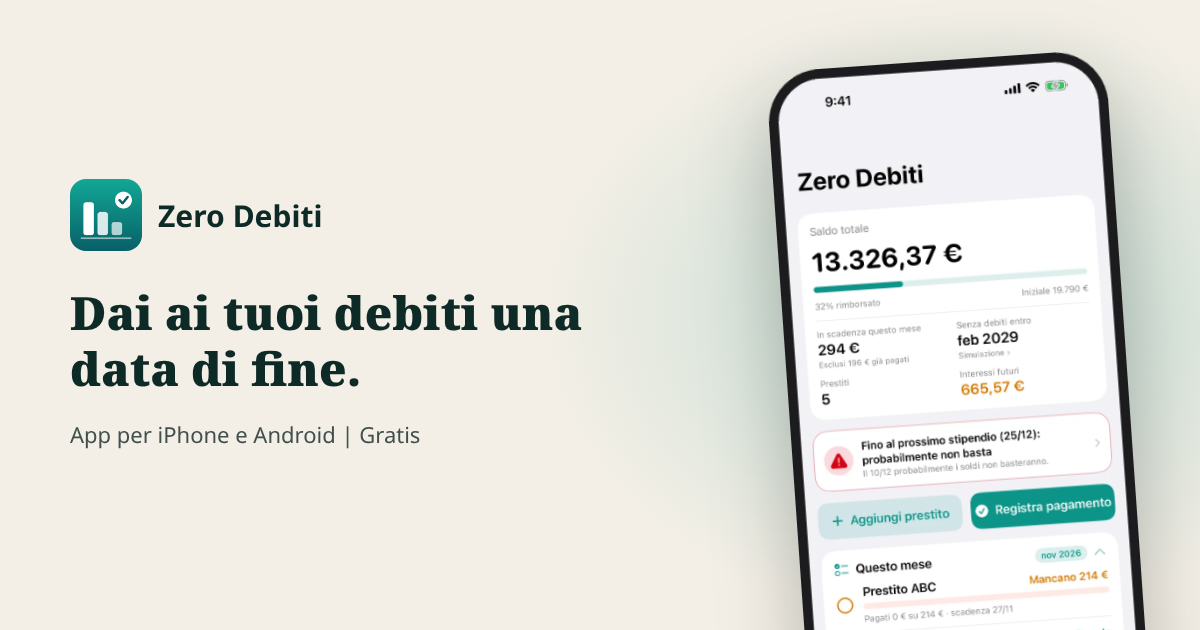 Zero Debiti
Dai ai tuoi debiti una
data di fine.
App per iPhone e Android | Gratis
9:41
Zero Debiti
Saldo totale
13.326,37 €
32% rimborsato
Iniziale 19.790 €
In scadenza questo mese
294 €
Esclusi 196 € già pagati
Senza debiti entro
feb 2029
Simulazione ›
Prestiti
5
Interessi futuri
665,57 €
Fino al prossimo stipendio (25/12):
probabilmente non basta
Il 10/12 probabilmente i soldi non basteranno.
+ Aggiungi prestito
Registra pagamento
Questo mese
nov 2026
Prestito ABC
Mancano 214 €
Pagati 0 € su 214 € · scadenza 27/11